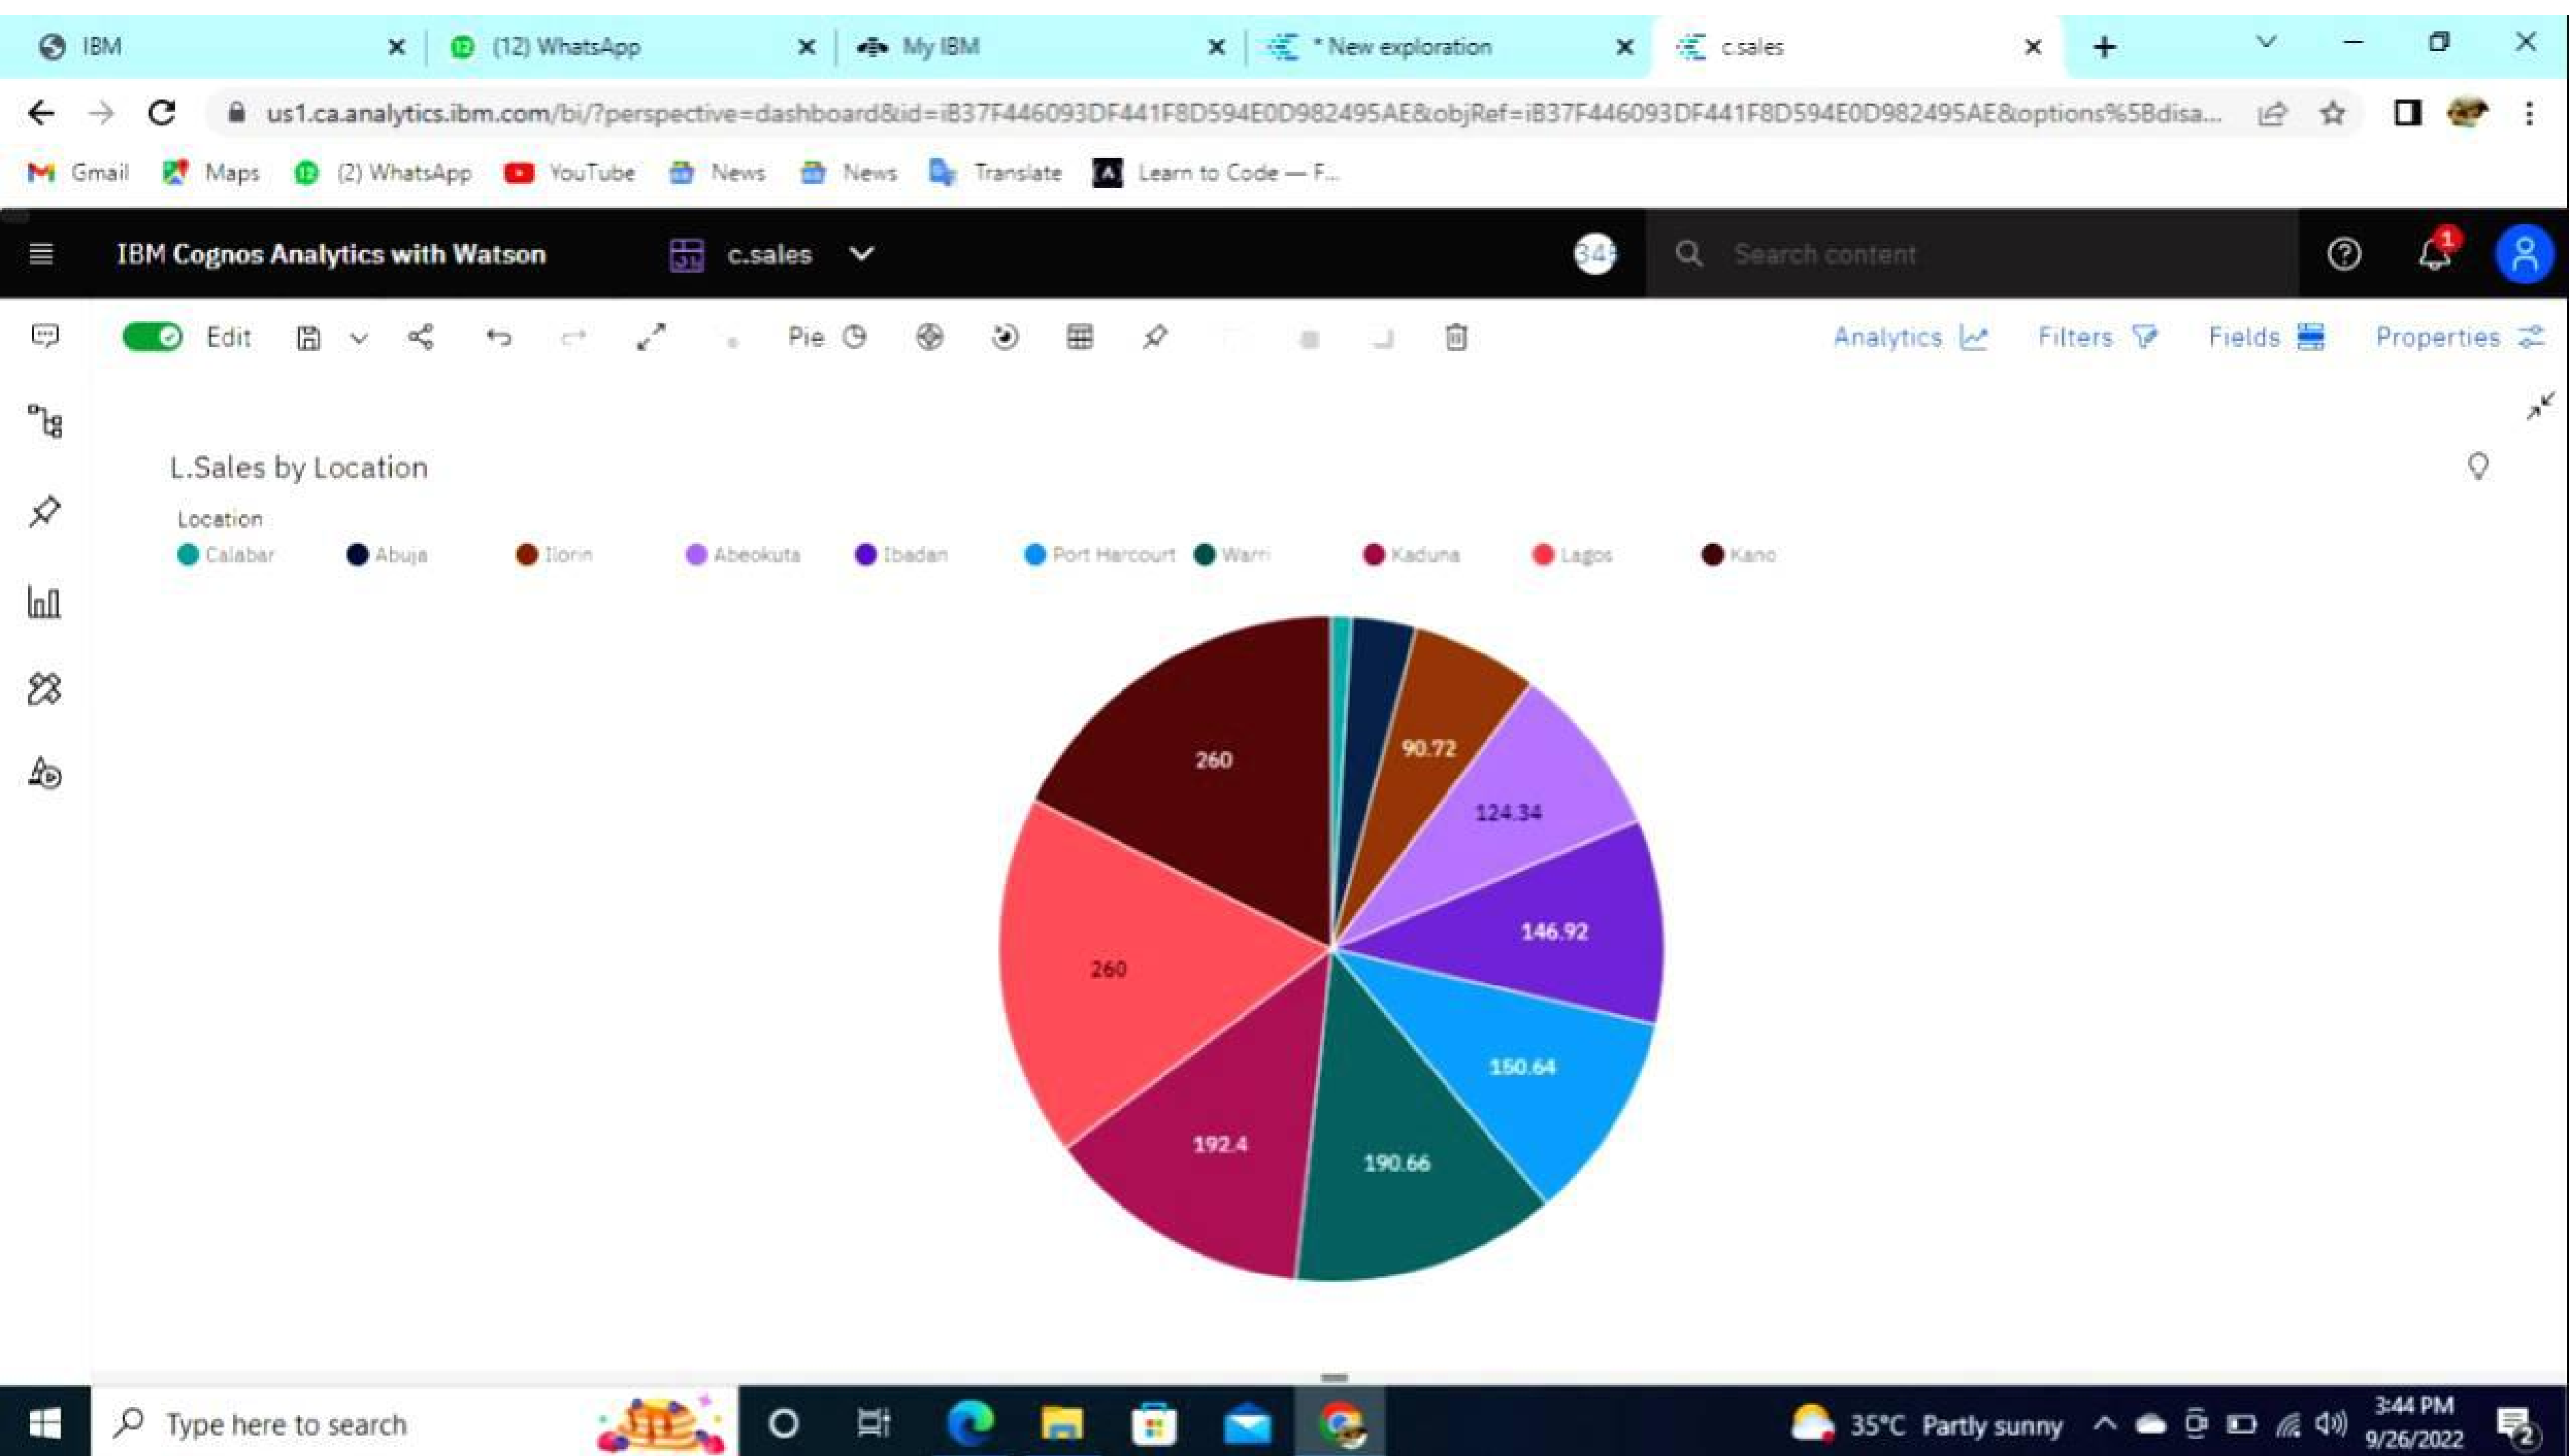 IBM (12) WhatsApp My IBM * New exploration c.sales
us1.ca.analytics.ibm.com/bi/?perspective=dashboard&id=iB37F446093DF441F8D594E0D982495AE&objRef=iB37F446093DF441F8D594E0D982495AE&options%5Bdisa...
Gmail Maps (2) WhatsApp YouTube News News Translate Learn to Code — F...
IBM Cognos Analytics with Watson c.sales Search content 1
Edit Pie Analytics Filters Fields Properties
L.Sales by Location
Location
Calabar Abuja Ilorin Abeokuta Ibadan Port Harcourt Warri Kaduna Lagos Kano
90.72
260
124.34
146.92
260
150.64
192.4
190.66
Type here to search 35°C Partly sunny 3:44 PM
9/26/2022 2